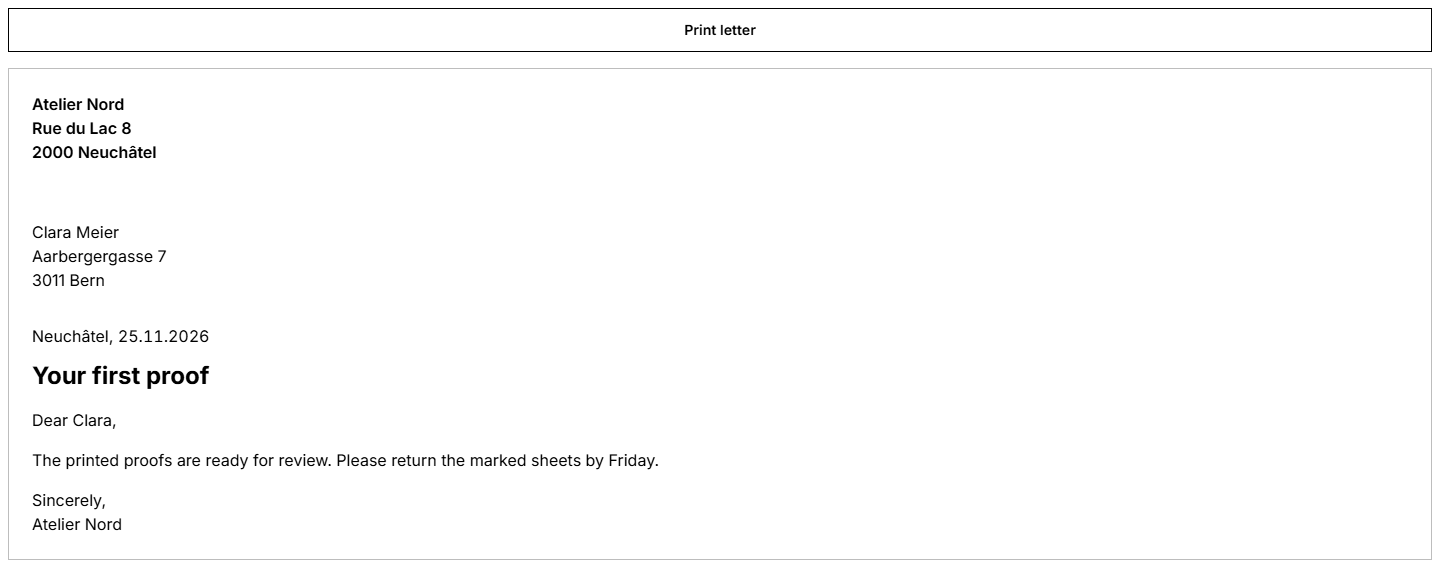 Print letter
Atelier Nord
Rue du Lac 8
2000 Neuchâtel
Clara Meier
Aarbergergasse 7
3011 Bern
Neuchâtel, 25.11.2026
Your first proof
Dear Clara,
The printed proofs are ready for review. Please return the marked sheets by Friday.
Sincerely,
Atelier Nord